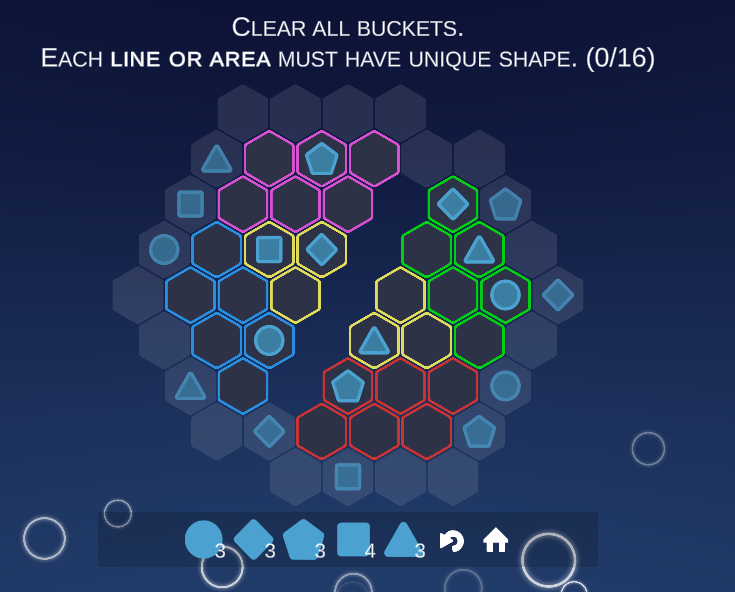 Clear all buckets.
Each line or area must have unique shape. (0/16)
3 3 3 4 3